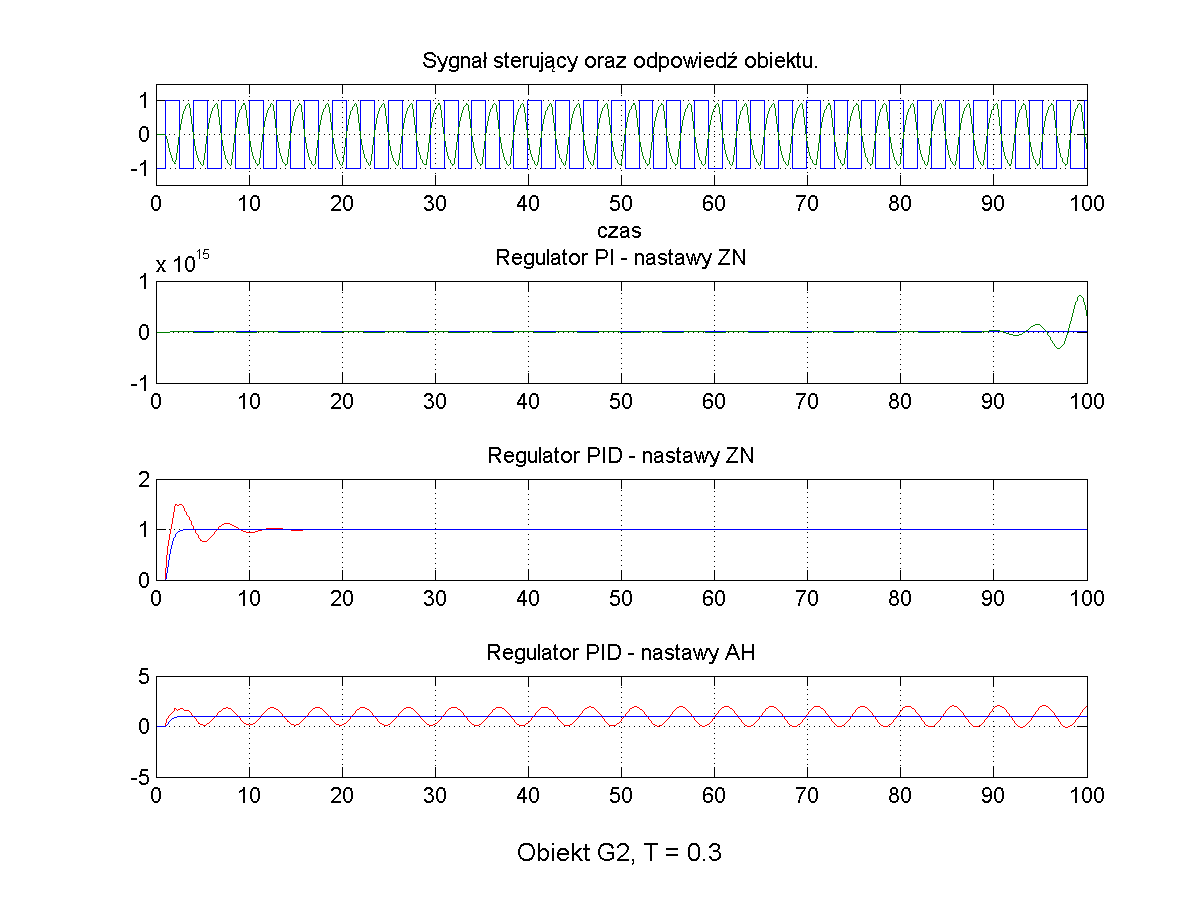 Sygnał sterujący oraz odpowiedź obiektu.
1
0
-1
0 10 20 30 40 50 60 70 80 90 100
czas
Regulator PI - nastawy ZN
x 10^15
1
0
-1
0 10 20 30 40 50 60 70 80 90 100
Regulator PID - nastawy ZN
2
1
0
0 10 20 30 40 50 60 70 80 90 100
Regulator PID - nastawy AH
5
0
-5
0 10 20 30 40 50 60 70 80 90 100
Obiekt G2, T = 0.3